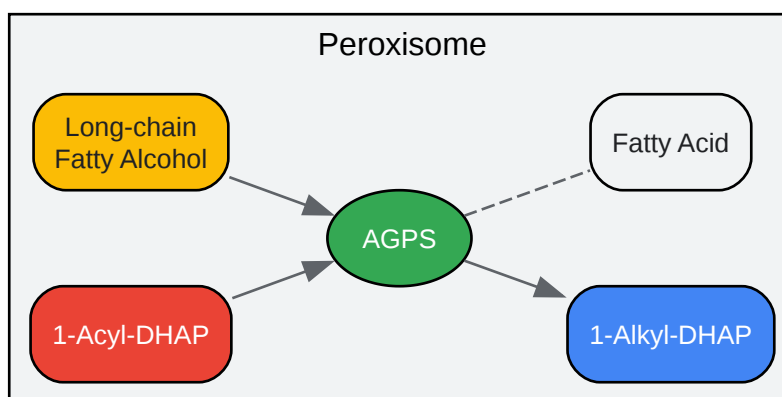 Peroxisome
Long-chain
Fatty Alcohol
Fatty Acid
AGPS
1-Acyl-DHAP
1-Alkyl-DHAP